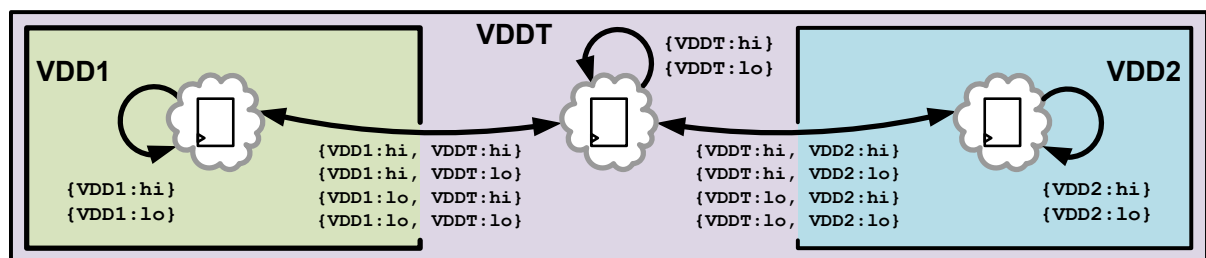 VDD1
VDDT
VDD2
{VDDT:hi}
{VDDT:lo}
{VDD1:hi}
{VDD1:lo}
{VDD1:hi, VDDT:hi}
{VDD1:hi, VDDT:lo}
{VDD1:lo, VDDT:hi}
{VDD1:lo, VDDT:lo}
{VDDT:hi, VDD2:hi}
{VDDT:hi, VDD2:lo}
{VDDT:lo, VDD2:hi}
{VDDT:lo, VDD2:lo}
{VDD2:hi}
{VDD2:lo}